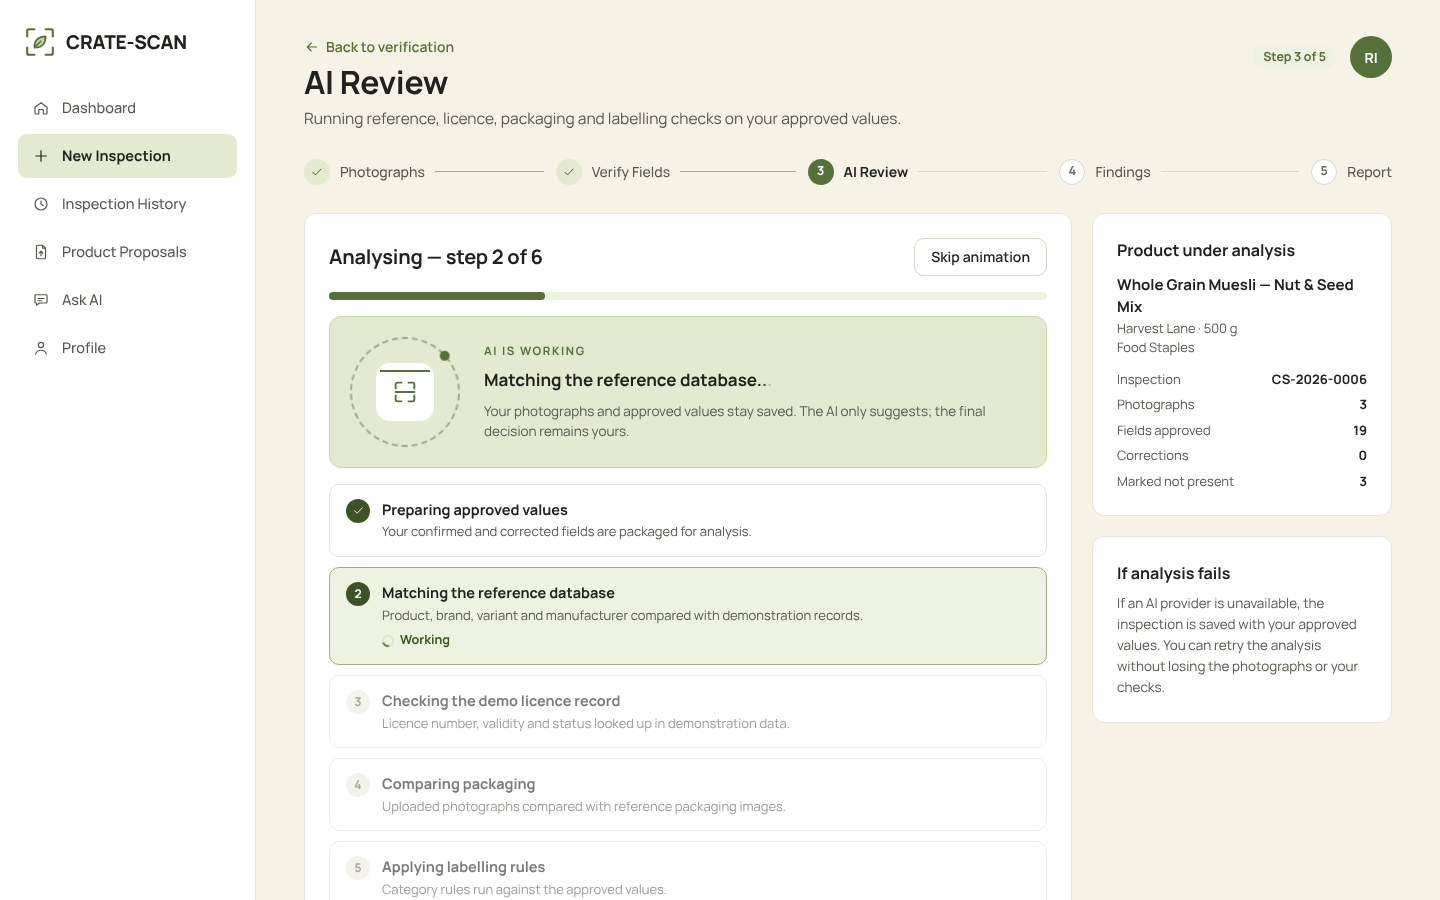 CRATE-SCAN
Dashboard
New Inspection
Inspection History
Product Proposals
Ask AI
Profile
Back to verification
AI Review
Running reference, licence, packaging and labelling checks on your approved values.
Step 3 of 5
RI
Photographs
Verify Fields
3 AI Review
4 Findings
5 Report
Analysing — step 2 of 6
Skip animation
AI IS WORKING
Matching the reference database...
Your photographs and approved values stay saved. The AI only suggests; the final
decision remains yours.
Preparing approved values
Your confirmed and corrected fields are packaged for analysis.
2 Matching the reference database
Product, brand, variant and manufacturer compared with demonstration records.
Working
3 Checking the demo licence record
Licence number, validity and status looked up in demonstration data.
4 Comparing packaging
Uploaded photographs compared with reference packaging images.
5 Applying labelling rules
Category rules run against the approved values.
Product under analysis
Whole Grain Muesli — Nut & Seed
Mix
Harvest Lane · 500 g
Food Staples
Inspection CS-2026-0006
Photographs 3
Fields approved 19
Corrections 0
Marked not present 3
If analysis fails
If an AI provider is unavailable, the
inspection is saved with your approved
values. You can retry the analysis
without losing the photographs or your
checks.